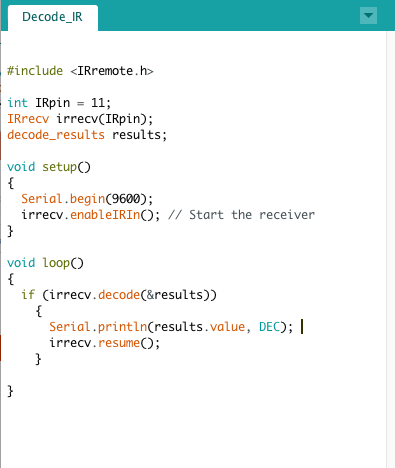 Decode_IR
#include <IRremote.h>
int IRpin = 11;
IRrecv irrecv(IRpin);
decode_results results;
void setup()
{
  Serial.begin(9600);
  irrecv.enableIRIn(); // Start the receiver
}
void loop()
{
  if (irrecv.decode(&results))
    {
      Serial.println(results.value, DEC);
      irrecv.resume();
    }
}